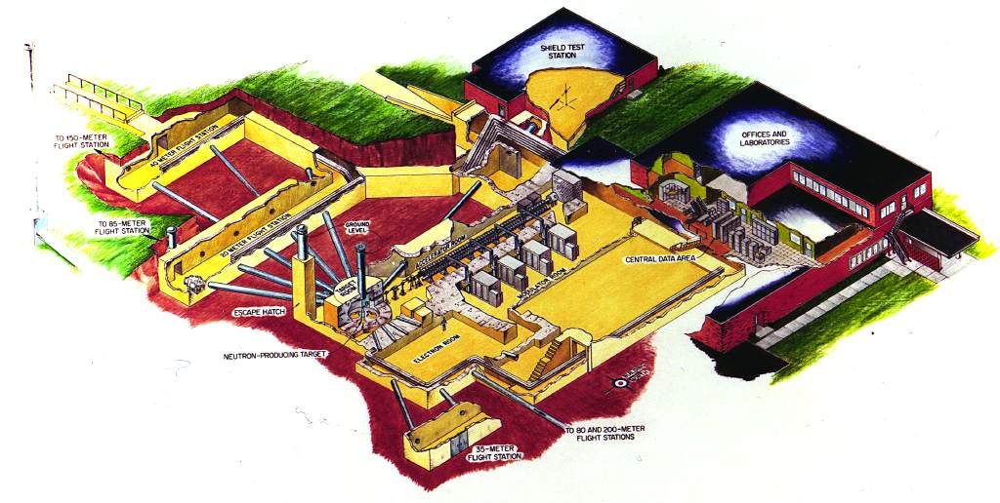 SHIELD TEST
STATION
OFFICES AND
LABORATORIES
TO 150-METER
FLIGHT STATION
40 METER FLIGHT STATION
TO 85-METER
FLIGHT STATION
20 METER FLIGHT STATION
GROUND
LEVEL
ACCELERATOR ROOM
CENTRAL DATA AREA
TARGET
ROOM
MODULATOR ROOM
ESCAPE HATCH
NEUTRON-PRODUCING TARGET
ELECTRON ROOM
TO 80 AND 200-METER
FLIGHT STATIONS
35-METER
FLIGHT STATION